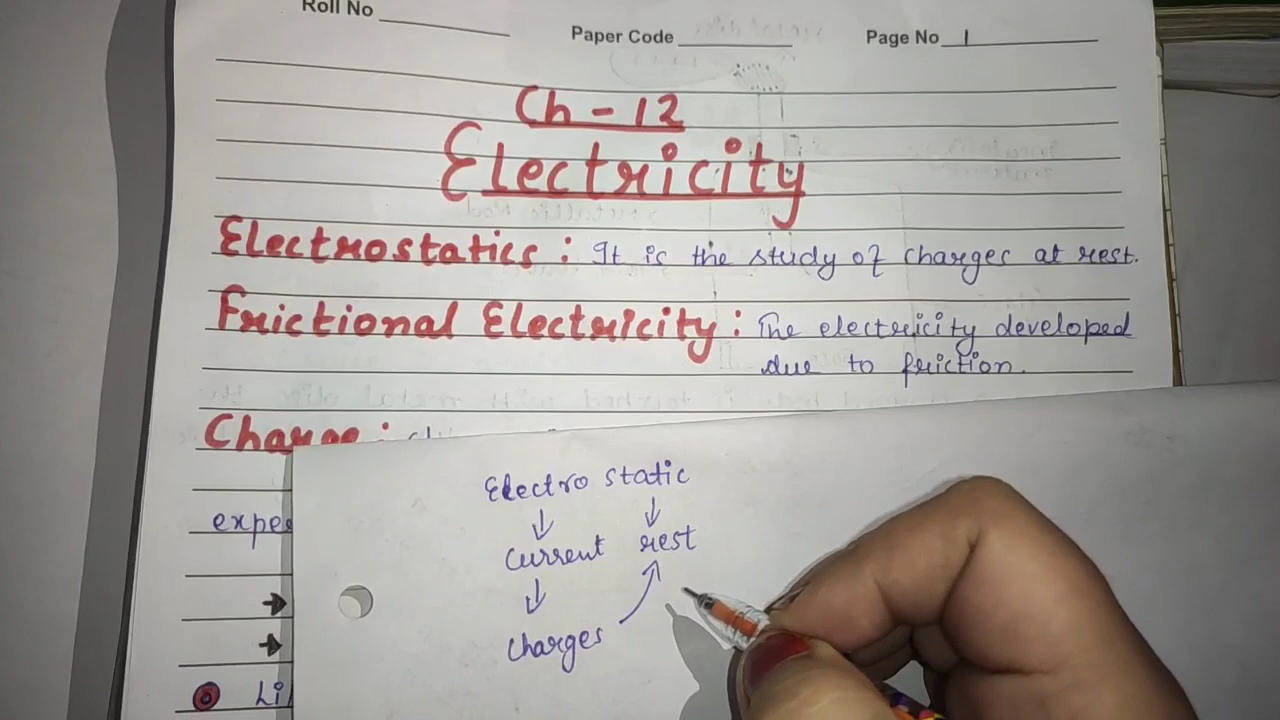 Roll No
Paper Code
Page No 1
Ch - 12
Electricity
Electrostatics : It is the study of charges at rest.
Frictional Electricity : The electricity developed
due to friction.
Charge :
Electro static
Current rest
charges